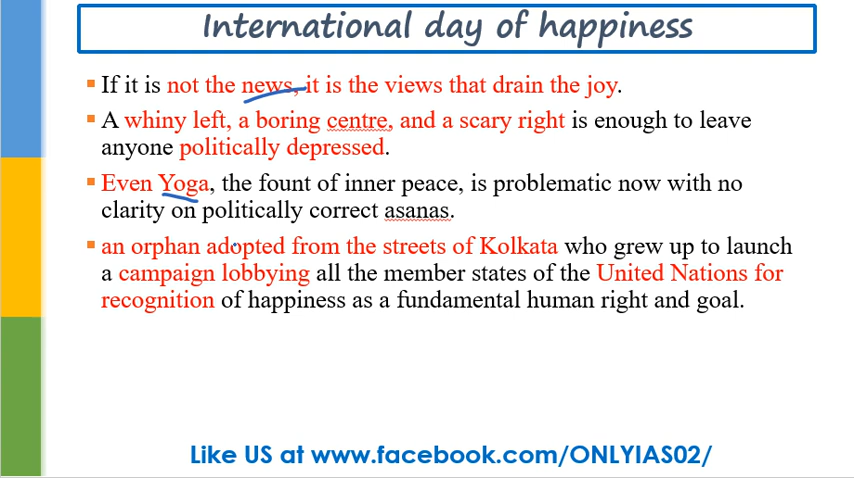 International day of happiness
▪ If it is not the news, it is the views that drain the joy.
▪ A whiny left, a boring centre, and a scary right is enough to leave
anyone politically depressed.
▪ Even Yoga, the fount of inner peace, is problematic now with no
clarity on politically correct asanas.
▪ an orphan adopted from the streets of Kolkata who grew up to launch
a campaign lobbying all the member states of the United Nations for
recognition of happiness as a fundamental human right and goal.
Like US at www.facebook.com/ONLYIAS02/